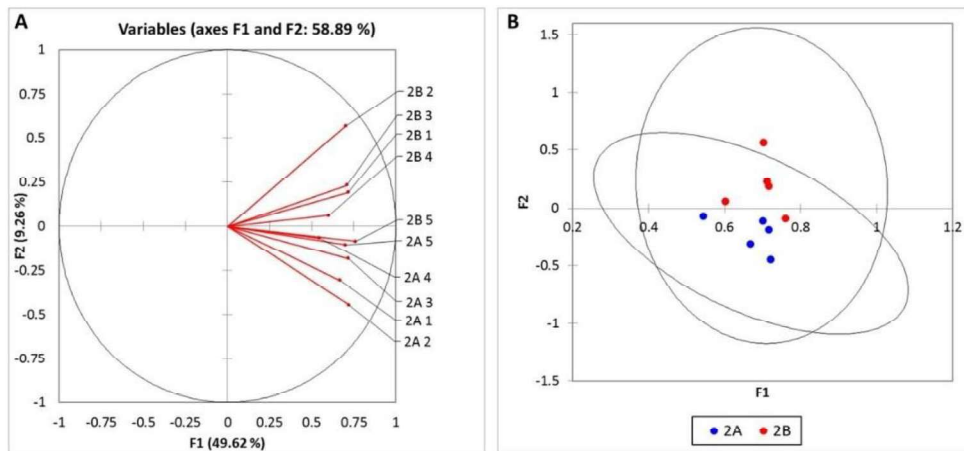 A
Variables (axes F1 and F2: 58.89 %)
1
0.75
0.5
0.25
0
-0.25
-0.5
-0.75
-1
F2 (9.26 %)
-1 -0.75 -0.5 -0.25 0 0.25 0.5 0.75 1
F1 (49.62 %)
2B 2
2B 3
2B 1
2B 4
2B 5
2A 5
2A 4
2A 3
2A 1
2A 2
B
1.5
1
0.5
0
-0.5
-1
-1.5
F2
0.2 0.4 0.6 0.8 1 1.2
F1
2A 2B